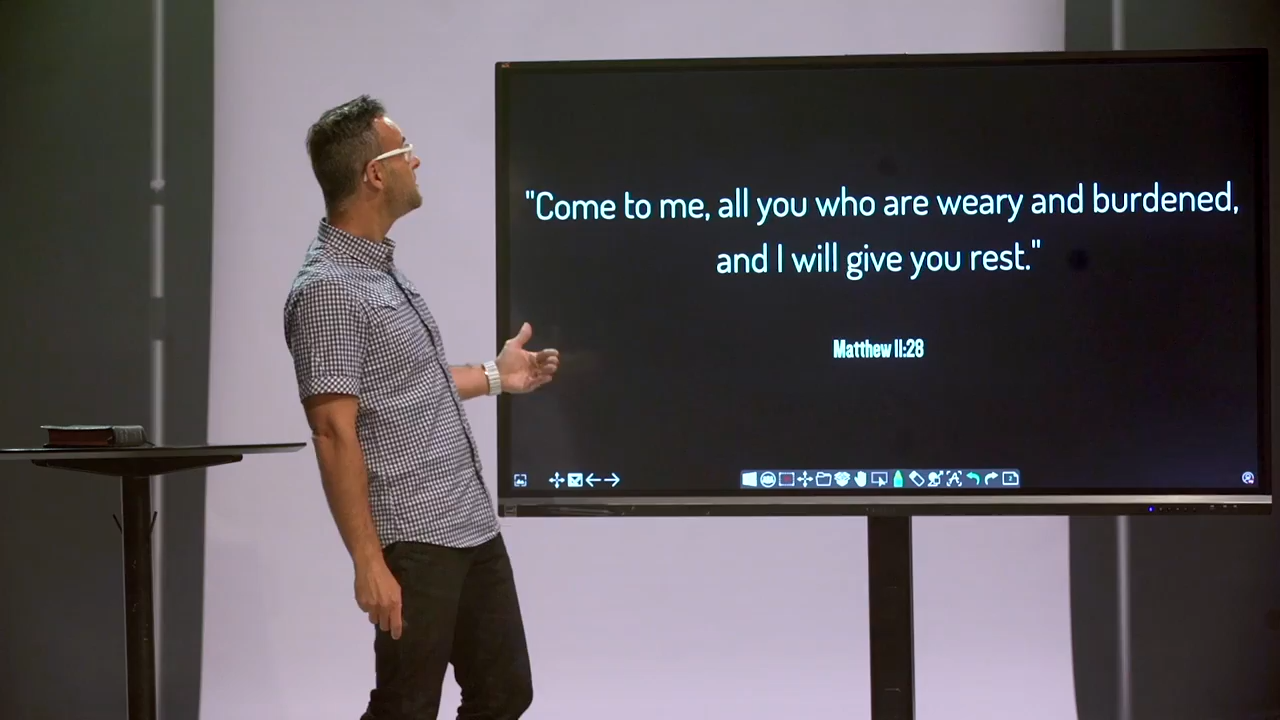 "Come to me, all you who are weary and burdened,
and I will give you rest."
Matthew 11:28